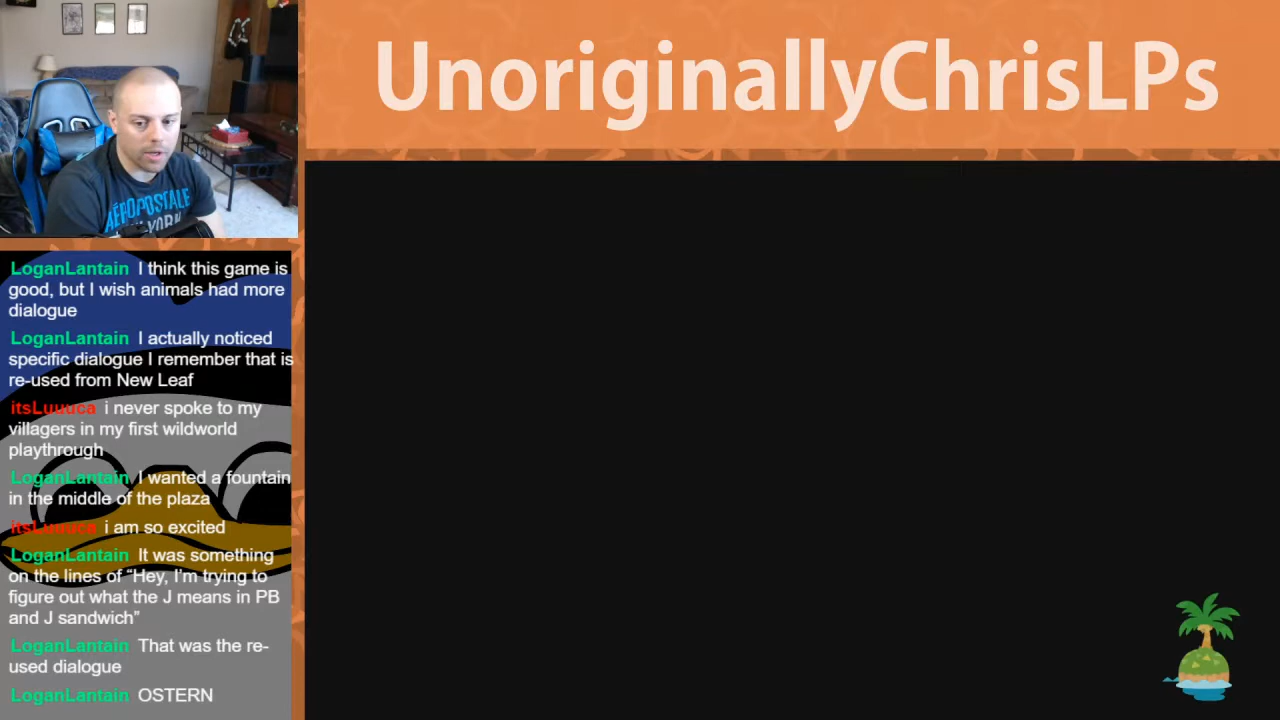 UnoriginallyChrisLPs
AÉROPOSTALE
LoganLantain I think this game is
good, but I wish animals had more
dialogue
LoganLantain I actually noticed
specific dialogue I remember that is
re-used from New Leaf
itsLuuuca i never spoke to my
villagers in my first wildworld
playthrough
LoganLantain I wanted a fountain
in the middle of the plaza
itsLuuuca i am so excited
LoganLantain It was something
on the lines of “Hey, I’m trying to
figure out what the J means in PB
and J sandwich”
LoganLantain That was the re-
used dialogue
LoganLantain OSTERN